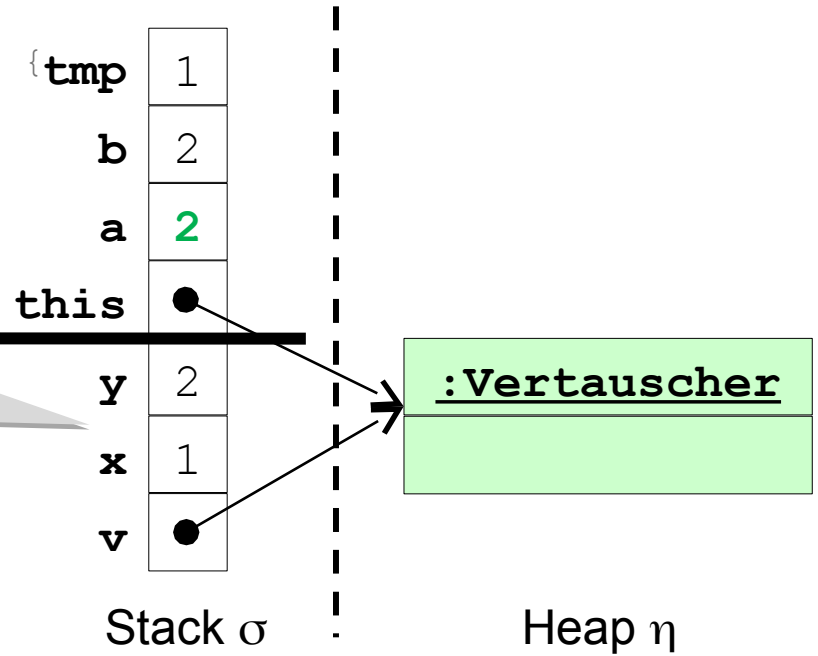 {tmp 1
b 2
a 2
this
y 2
:Vertauscher
x 1
v
Stack σ
Heap η